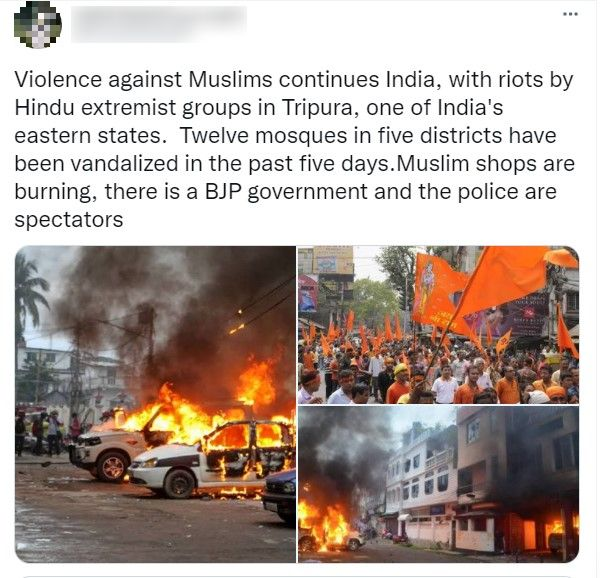 Violence against Muslims continues India, with riots by
Hindu extremist groups in Tripura, one of India's
eastern states. Twelve mosques in five districts have
been vandalized in the past five days.Muslim shops are
burning, there is a BJP government and the police are
spectators